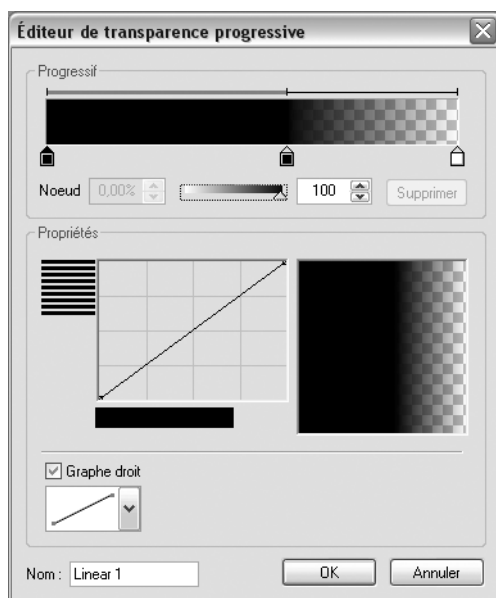 Éditeur de transparence progressive
Progressif
Noeud 0,00% 100 Supprimer
Propriétés
Graphe droit
Nom : Linear 1 OK Annuler